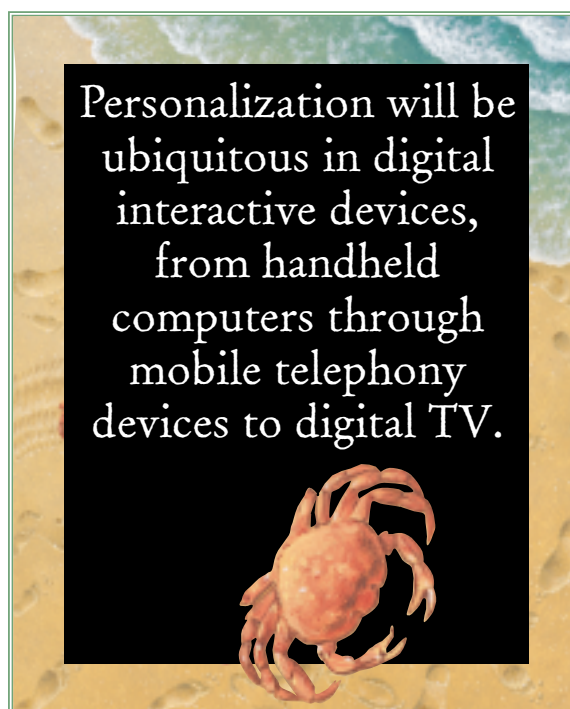 Personalization will be
ubiquitous in digital
interactive devices,
from handheld
computers through
mobile telephony
devices to digital TV.